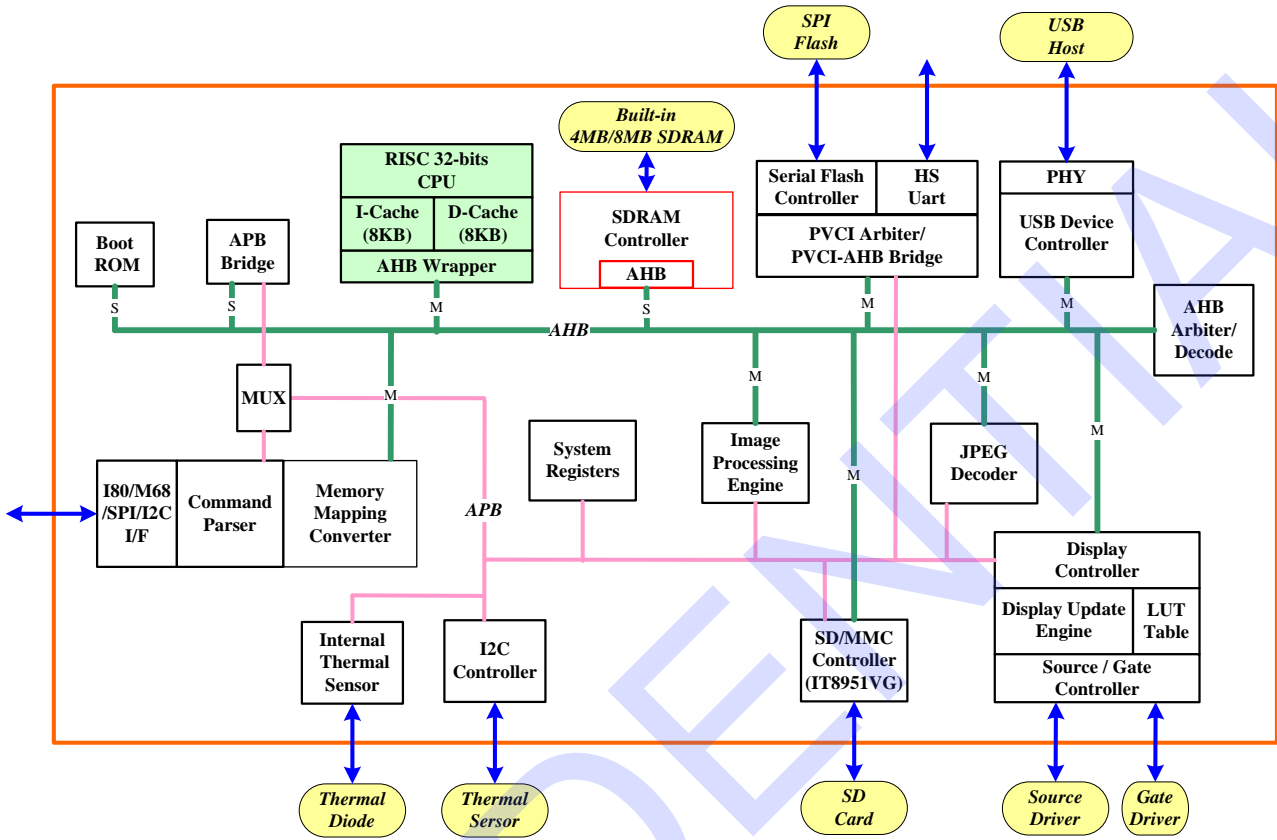 SPI
Flash
USB
Host
Built-in
4MB/8MB SDRAM
RISC 32-bits
CPU
I-Cache
(8KB)
D-Cache
(8KB)
AHB Wrapper
SDRAM
Controller
AHB
Serial Flash
Controller
HS
Uart
PVCI Arbiter/
PVCI-AHB Bridge
PHY
USB Device
Controller
Boot
ROM
APB
Bridge
S
S
M
S
M
M
AHB
AHB
Arbiter/
Decode
MUX
M
M
M
M
M
I80/M68
/SPI/I2C
I/F
Command
Parser
Memory
Mapping
Converter
APB
System
Registers
Image
Processing
Engine
JPEG
Decoder
Display
Controller
Display Update
Engine
LUT
Table
Source / Gate
Controller
Internal
Thermal
Sensor
I2C
Controller
SD/MMC
Controller
(IT8951VG)
Thermal
Diode
Thermal
Sersor
SD
Card
Source
Driver
Gate
Driver
DENTIAL